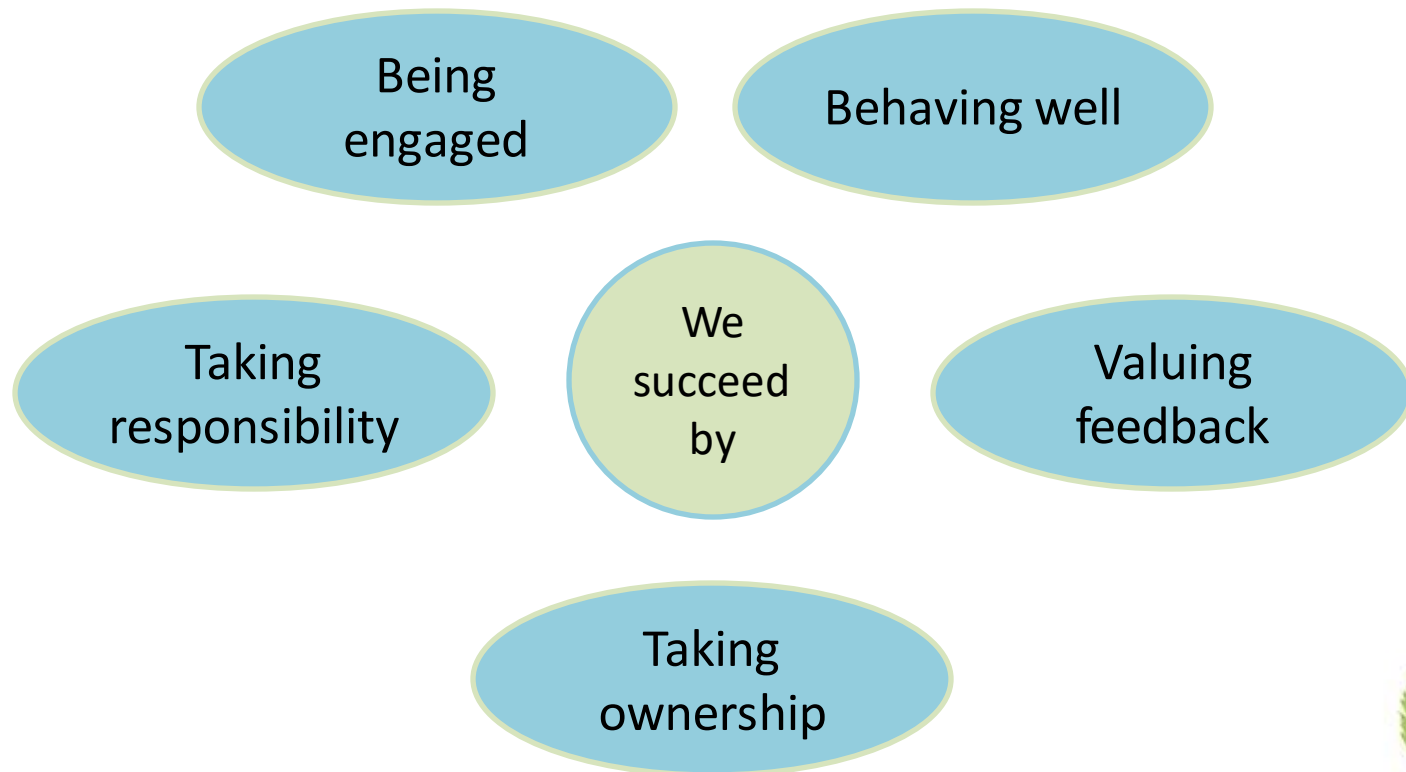 Being
engaged
Behaving well
We
succeed
by
Taking
responsibility
Valuing
feedback
Taking
ownership